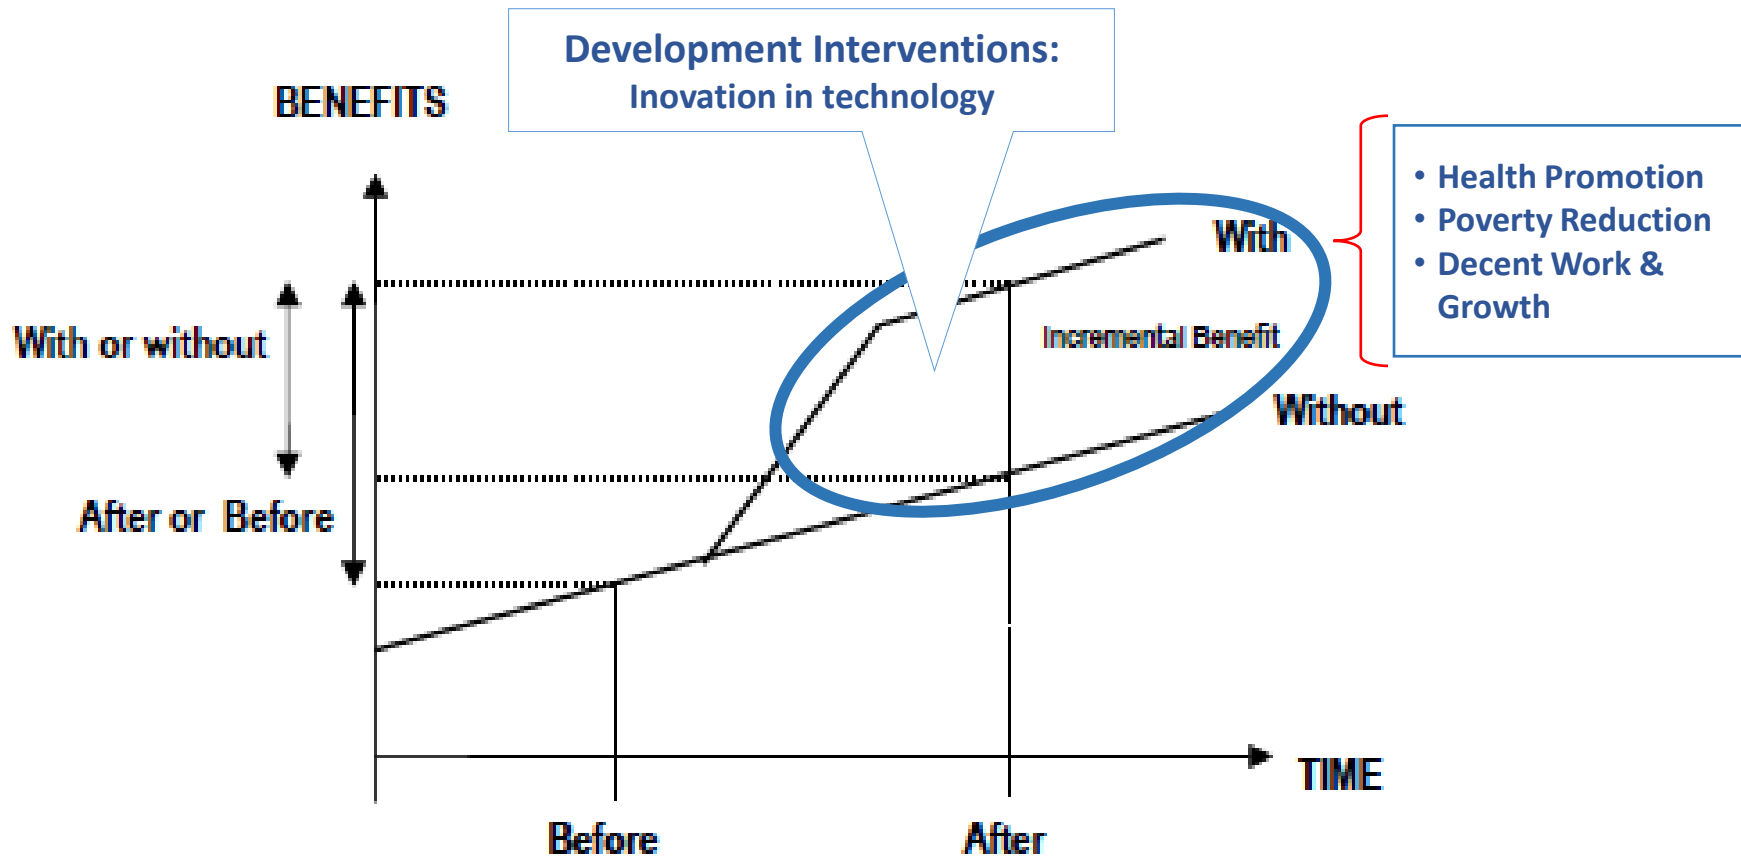 Development Interventions:
Inovation in technology
BENEFITS
• Health Promotion
• Poverty Reduction
• Decent Work &
Growth
With
With or without
Incremental Benefit
Without
After or Before
TIME
Before
After